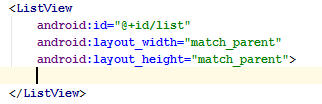 <ListView
android:id="@+id/list"
android:layout_width="match_parent"
android:layout_height="match_parent">
</ListView>